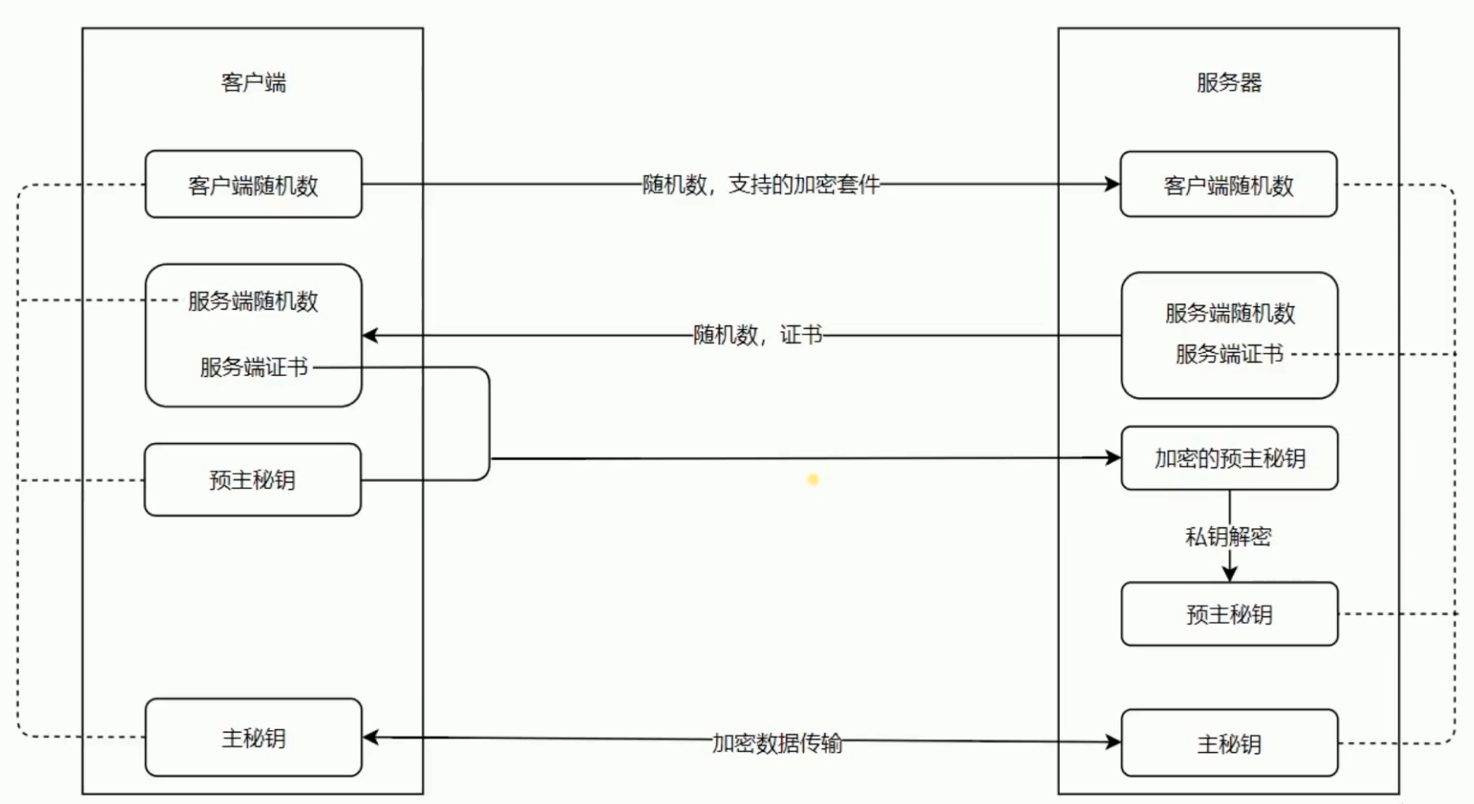 客户端
服务器
客户端随机数
随机数，支持的加密套件
客户端随机数
服务端随机数
服务端证书
随机数，证书
服务端随机数
服务端证书
预主秘钥
加密的预主秘钥
私钥解密
预主秘钥
主秘钥
加密数据传输
主秘钥